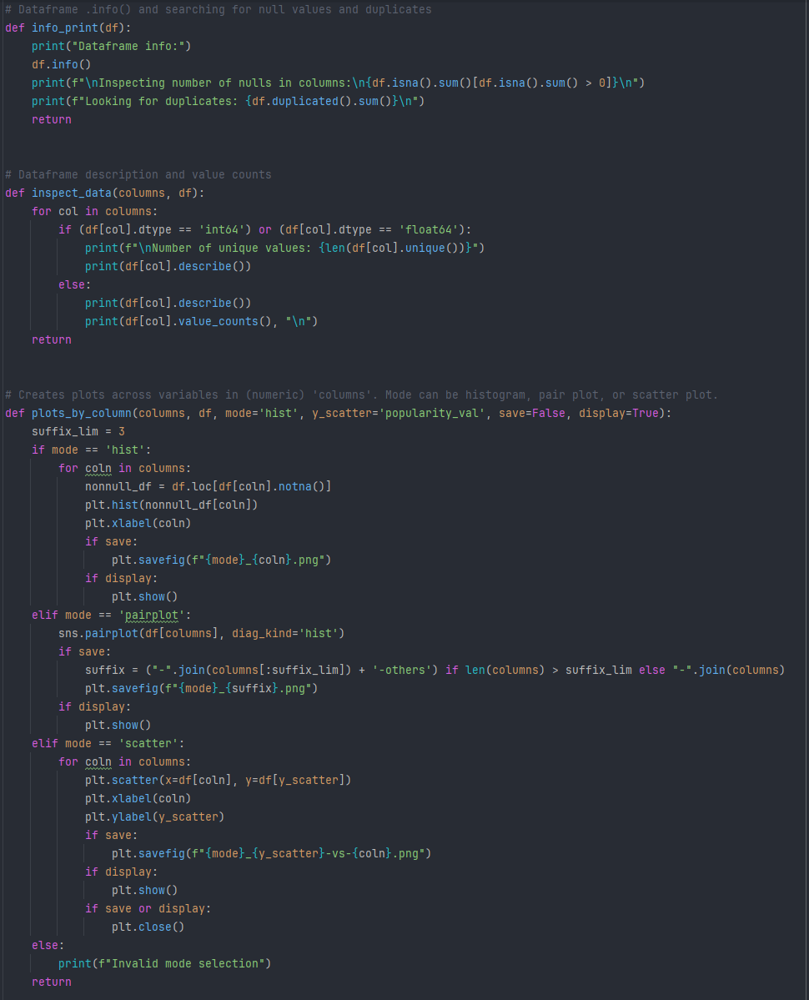 # Dataframe .info() and searching for null values and duplicates
def info_print(df):
    print("Dataframe info:")
    df.info()
    print(f"\nInspecting number of nulls in columns:\n{df.isna().sum()[df.isna().sum() > 0]}\n")
    print(f"Looking for duplicates: {df.duplicated().sum()}\n")
    return


# Dataframe description and value counts
def inspect_data(columns, df):
    for col in columns:
        if (df[col].dtype == 'int64') or (df[col].dtype == 'float64'):
            print(f"\nNumber of unique values: {len(df[col].unique())}")
            print(df[col].describe())
        else:
            print(df[col].describe())
            print(df[col].value_counts(), "\n")
    return


# Creates plots across variables in (numeric) 'columns'. Mode can be histogram, pair plot, or scatter plot.
def plots_by_column(columns, df, mode='hist', y_scatter='popularity_val', save=False, display=True):
    suffix_lim = 3
    if mode == 'hist':
        for coln in columns:
            nonnull_df = df.loc[df[coln].notna()]
            plt.hist(nonnull_df[coln])
            plt.xlabel(coln)
            if save:
                plt.savefig(f"{mode}_{coln}.png")
            if display:
                plt.show()
    elif mode == 'pairplot':
        sns.pairplot(df[columns], diag_kind='hist')
        if save:
            suffix = ("-".join(columns[:suffix_lim]) + '-others') if len(columns) > suffix_lim else "-".join(columns)
            plt.savefig(f"{mode}_{suffix}.png")
        if display:
            plt.show()
    elif mode == 'scatter':
        for coln in columns:
            plt.scatter(x=df[coln], y=df[y_scatter])
            plt.xlabel(coln)
            plt.ylabel(y_scatter)
            if save:
                plt.savefig(f"{mode}_{y_scatter}-vs-{coln}.png")
            if display:
                plt.show()
            if save or display:
                plt.close()
    else:
        print(f"Invalid mode selection")
    return